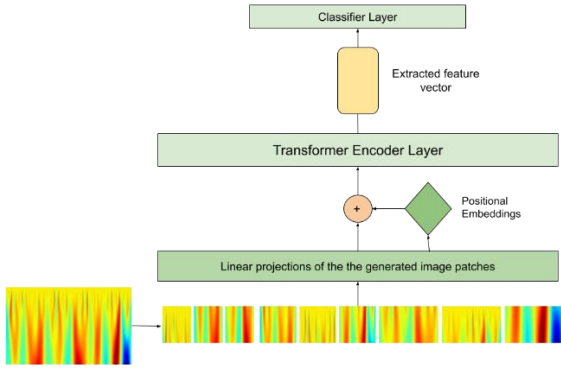 Classifier Layer
Extracted feature
vector
Transformer Encoder Layer
+
Positional
Embeddings
Linear projections of the the generated image patches